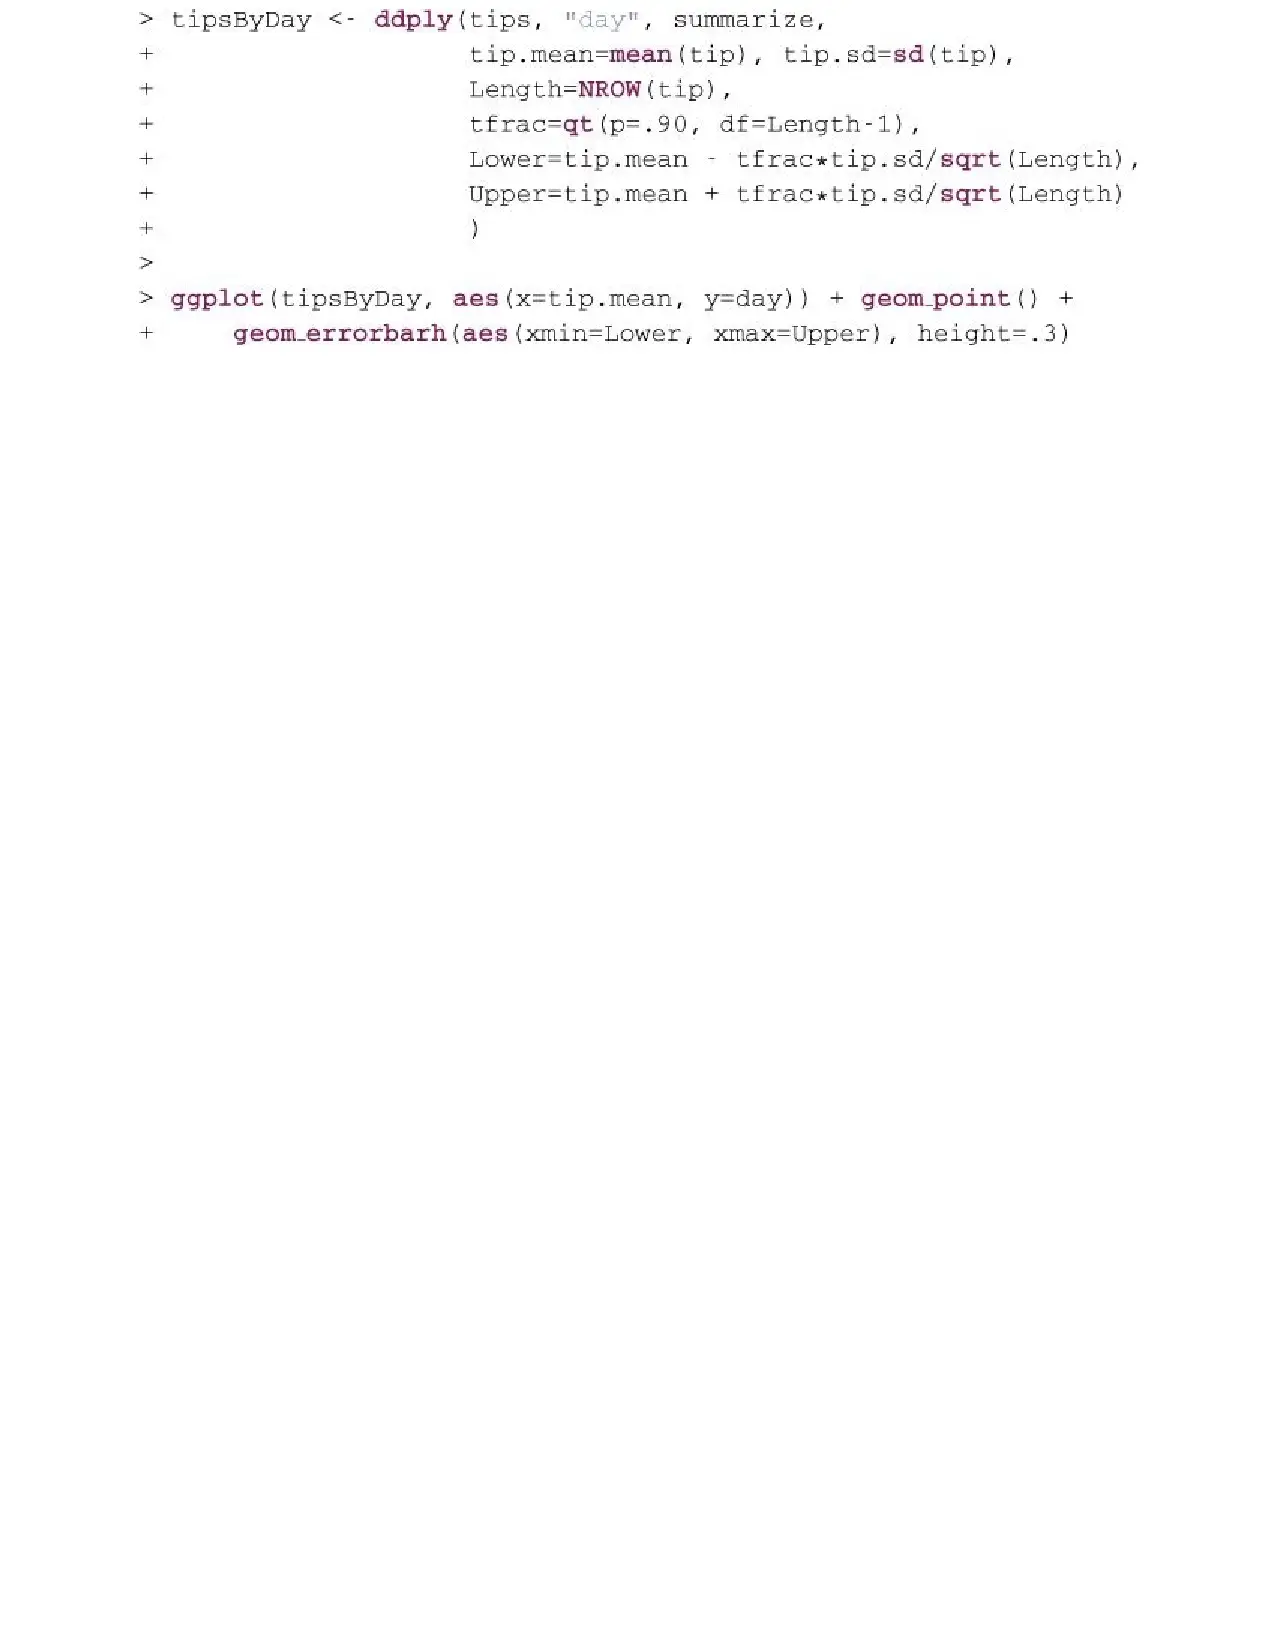 > tipsByDay <- ddply(tips, "day", summarize,
+                    tip.mean=mean(tip), tip.sd=sd(tip),
+                    Length=NROW(tip),
+                    tfrac=qt(p=.90, df=Length-1),
+                    Lower=tip.mean - tfrac*tip.sd/sqrt(Length),
+                    Upper=tip.mean + tfrac*tip.sd/sqrt(Length)
+                    )
>
> ggplot(tipsByDay, aes(x=tip.mean, y=day)) + geom_point() +
+     geom_errorbarh(aes(xmin=Lower, xmax=Upper), height=.3)